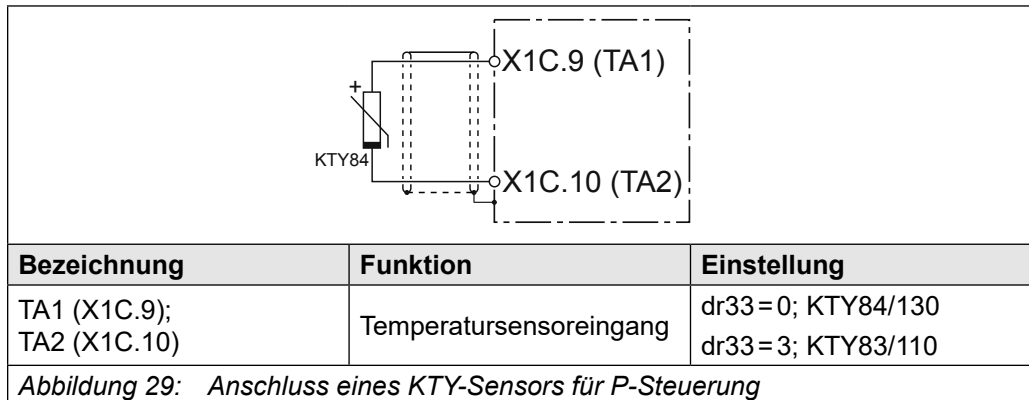 X1C.9 (TA1)
+
KTY84
X1C.10 (TA2)
Bezeichnung Funktion Einstellung
TA1 (X1C.9);
TA2 (X1C.10)
Temperatursensoreingang
dr33=0; KTY84/130
dr33=3; KTY83/110
Abbildung 29: Anschluss eines KTY-Sensors für P-Steuerung